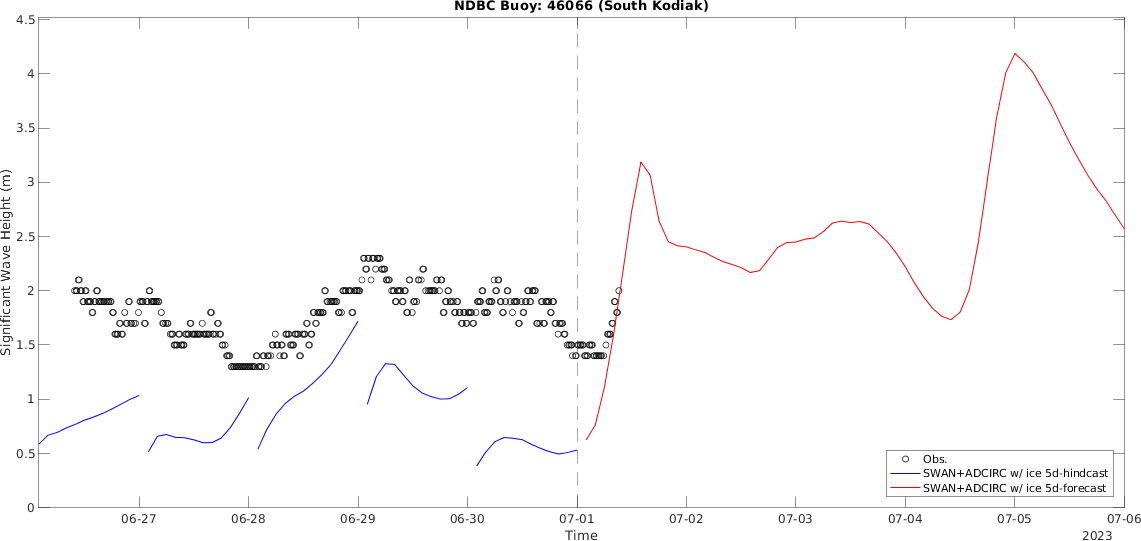 NDBC Buoy: 46066 (South Kodiak)
4.5
4
3.5
3
2.5
2
1.5
1
0.5
0
Significant Wave Height (m)
Obs.
SWAN+ADCIRC w/ ice 5d-hindcast
SWAN+ADCIRC w/ ice 5d-forecast
06-27 06-28 06-29 06-30 07-01 07-02 07-03 07-04 07-05 07-06
Time
2023